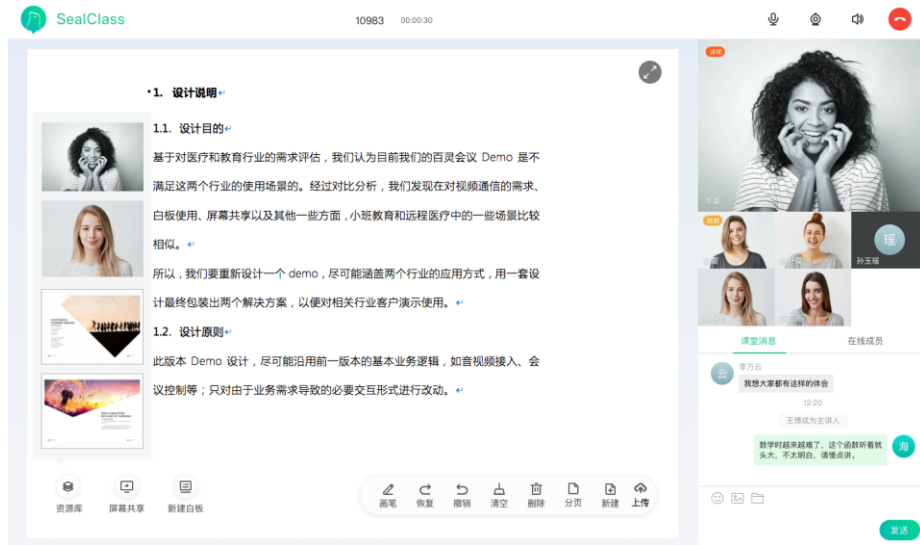 SealClass
10983 00:00:30
1. 设计说明
1.1. 设计目的
基于对医疗和教育行业的需求评估，我们认为目前我们的百灵会议 Demo 是不
满足这两个行业的使用场景的。经过对比分析，我们发现在对视频通信的需求、
白板使用、屏幕共享以及其他一些方面，小班教育和远程医疗中的一些场景比较
相似。
所以，我们要重新设计一个 demo，尽可能涵盖两个行业的应用方式，用一套设
计最终包装出两个解决方案，以便对相关行业客户演示使用。
1.2. 设计原则
此版本 Demo 设计，尽可能沿用前一版本的基本业务逻辑，如音视频接入、会
议控制等；只对由于业务需求导致的必要交互形式进行改动。
资源库 屏幕共享 新建白板
画笔 恢复 撤销 清空 删除 分页 新建 上传
讲师
瑶
孙玉瑶
课堂消息 在线成员
云
李万云
我想大家都有这样的体会
12:20
王博成为主讲人
数学时越来越难了，这个函数听看就
头大，不太明白，请慢点讲。
海
发送